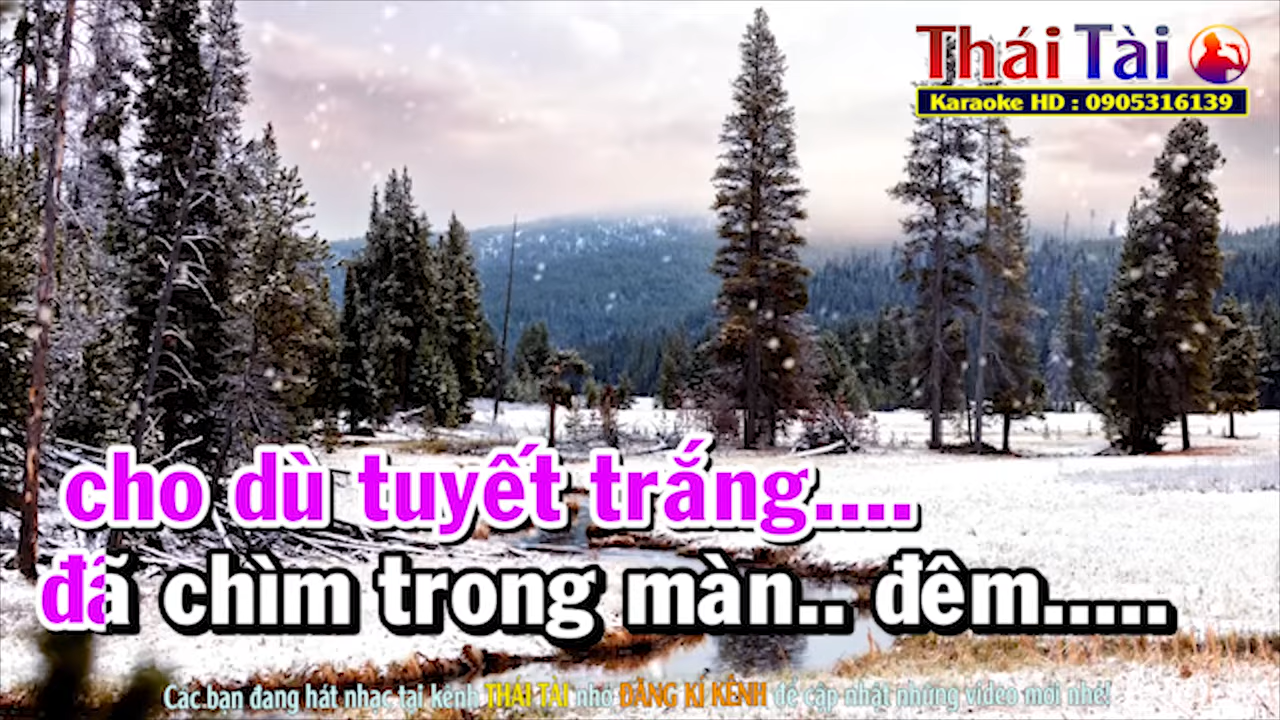 Thái Tài
Karaoke HD : 0905316139
cho dù tuyết trắng....
đã chìm trong màn.. đêm.....
Các bạn đang hát nhạc tại kênh THÁI TÀI nhớ ĐĂNG KÍ KÊNH để cập nhật những video mới nhé!